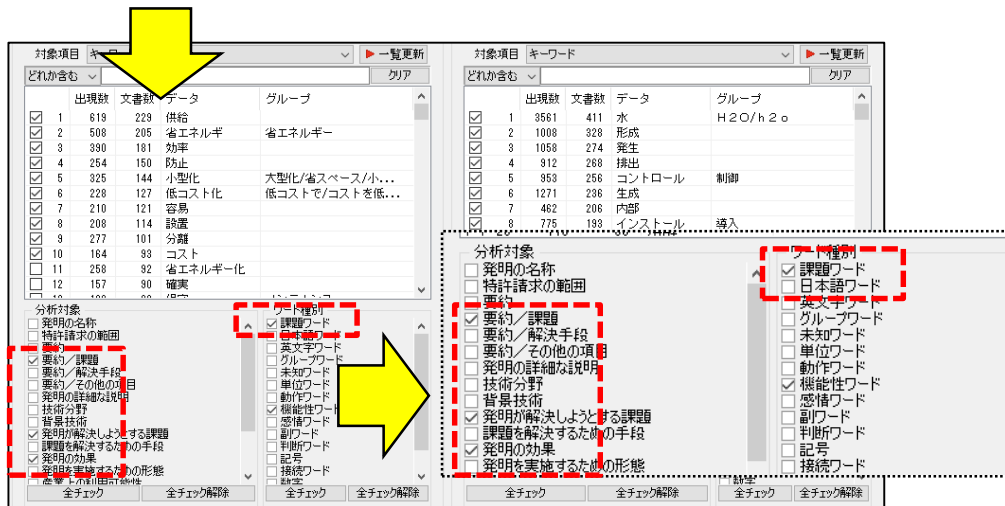 対象項目 キーワ
▶ 一覧更新
どれか含む
クリア
出現数 文書数 データ グループ
1 619 229 供給
2 508 205 省エネルギ 省エネルギー
3 390 181 効率
4 254 150 防止
5 325 144 小型化 大型化/省スペース/小...
6 228 127 低コスト化 低コストで/コストを低...
7 210 121 容易
8 208 114 設置
9 277 101 分離
10 164 93 コスト
11 258 92 省エネルギー化
12 157 90 確実
分析対象
発明の名称
特許請求の範囲
要約
要約／課題
要約／解決手段
要約／その他の項目
発明の詳細な説明
技術分野
背景技術
発明が解決しようとする課題
課題を解決するための手段
発明の効果
発明を実施するための形態
産業上の利用可能性
全チェック 全チェック解除
ワード種別
課題ワード
日本語ワード
英文字ワード
グループワード
未知ワード
単位ワード
動作ワード
機能性ワード
感情ワード
副ワード
判断ワード
記号
接続ワード
数字
全チェック 全チェック解除
対象項目 キーワード
▶ 一覧更新
どれか含む
クリア
出現数 文書数 データ グループ
1 3561 411 水 Ｈ２Ｏ/ｈ２ｏ
2 1008 328 形成
3 1058 274 発生
4 912 268 排出
5 953 256 コントロール 制御
6 1271 236 生成
7 462 206 内部
8 775 193 インストール 導入
分析対象
発明の名称
特許請求の範囲
要約
要約／課題
要約／解決手段
要約／その他の項目
発明の詳細な説明
技術分野
背景技術
発明が解決しようとする課題
課題を解決するための手段
発明の効果
発明を実施するための形態
ワード種別
課題ワード
日本語ワード
英文字ワード
グループワード
未知ワード
単位ワード
動作ワード
機能性ワード
感情ワード
副ワード
判断ワード
記号
接続ワード
数字
全チェック 全チェック解除
全チェック 全チェック解除